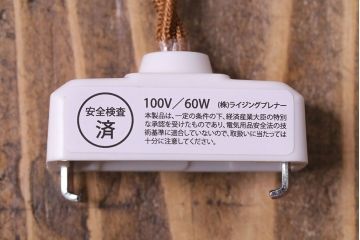 安全検査
済
100V／60W (株)ライジングプレナー
本製品は、一定の条件の下、経済産業大臣の特別
な承認を受けたものであり、電気用品安全法の技
術基準に適合していないので、取扱いに当たっては
十分に注意してください。